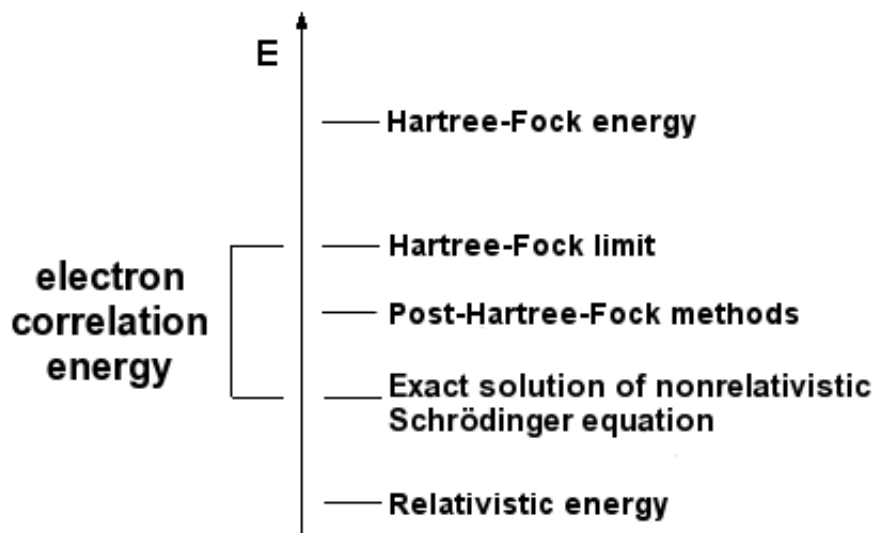 E
Hartree-Fock energy
Hartree-Fock limit
electron
correlation
energy
Post-Hartree-Fock methods
Exact solution of nonrelativistic
Schrödinger equation
Relativistic energy